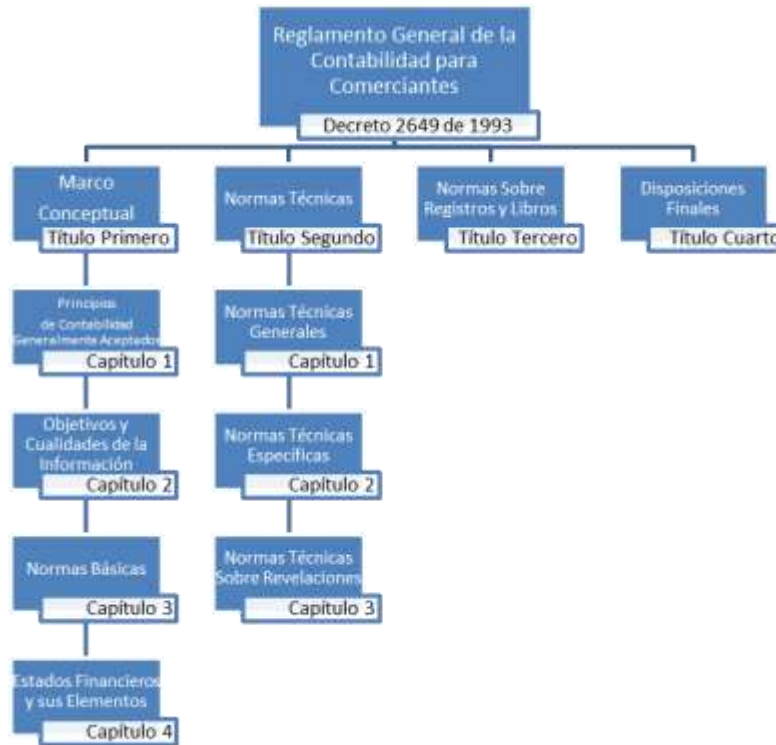 Reglamento General de la
Contabilidad para
Comerciantes
Decreto 2649 de 1993
Marco
Conceptual
Título Primero
Normas Técnicas
Título Segundo
Normas Sobre
Registros y Libros
Título Tercero
Disposiciones
Finales
Título Cuarto
Principios
de Contabilidad
Generalmente Aceptados
Capítulo 1
Normas Técnicas
Generales
Capítulo 1
Objetivos y
Cualidades de la
Información
Capítulo 2
Normas Técnicas
Específicas
Capítulo 2
Normas Básicas
Capítulo 3
Normas Técnicas
Sobre Revelaciones
Capítulo 3
Estados Financieros
y sus Elementos
Capítulo 4